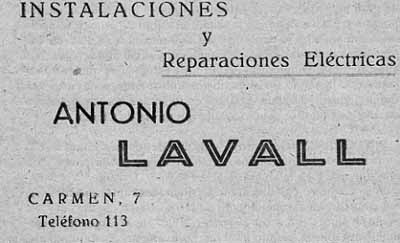 INSTALACIONES
y
Reparaciones Eléctricas
ANTONIO
LAVALL
CARMEN, 7
Teléfono 113